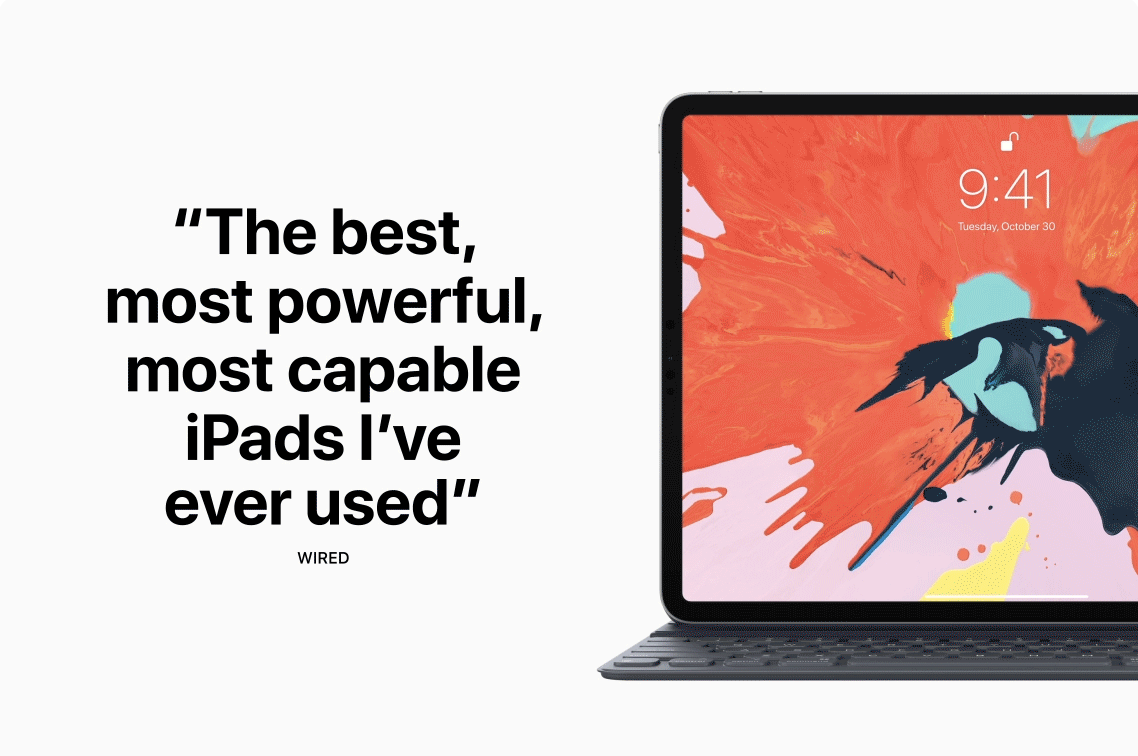 “The best,
most powerful,
most capable
iPads I’ve
ever used”
WIRED
9:41
Tuesday, October 30